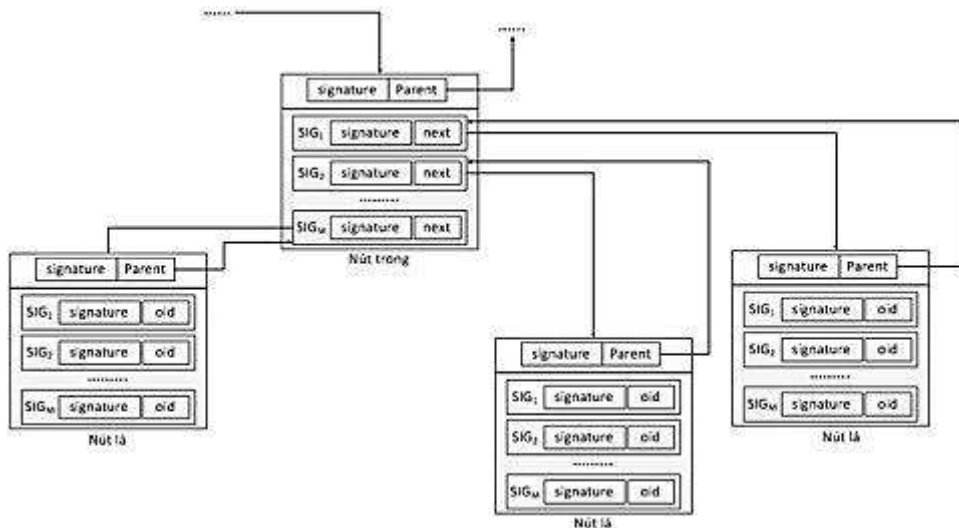 ........
........
signature Parent
SIG₁ signature next
SIG₂ signature next
.........
SIGM signature next
Nút trong
signature Parent
SIG₁ signature oid
SIG₂ signature oid
.........
SIGM signature oid
Nút lá
signature Parent
SIG₁ signature oid
SIG₂ signature oid
.........
SIGM signature oid
Nút lá
signature Parent
SIG₁ signature oid
SIG₂ signature oid
.........
SIGM signature oid
Nút lá